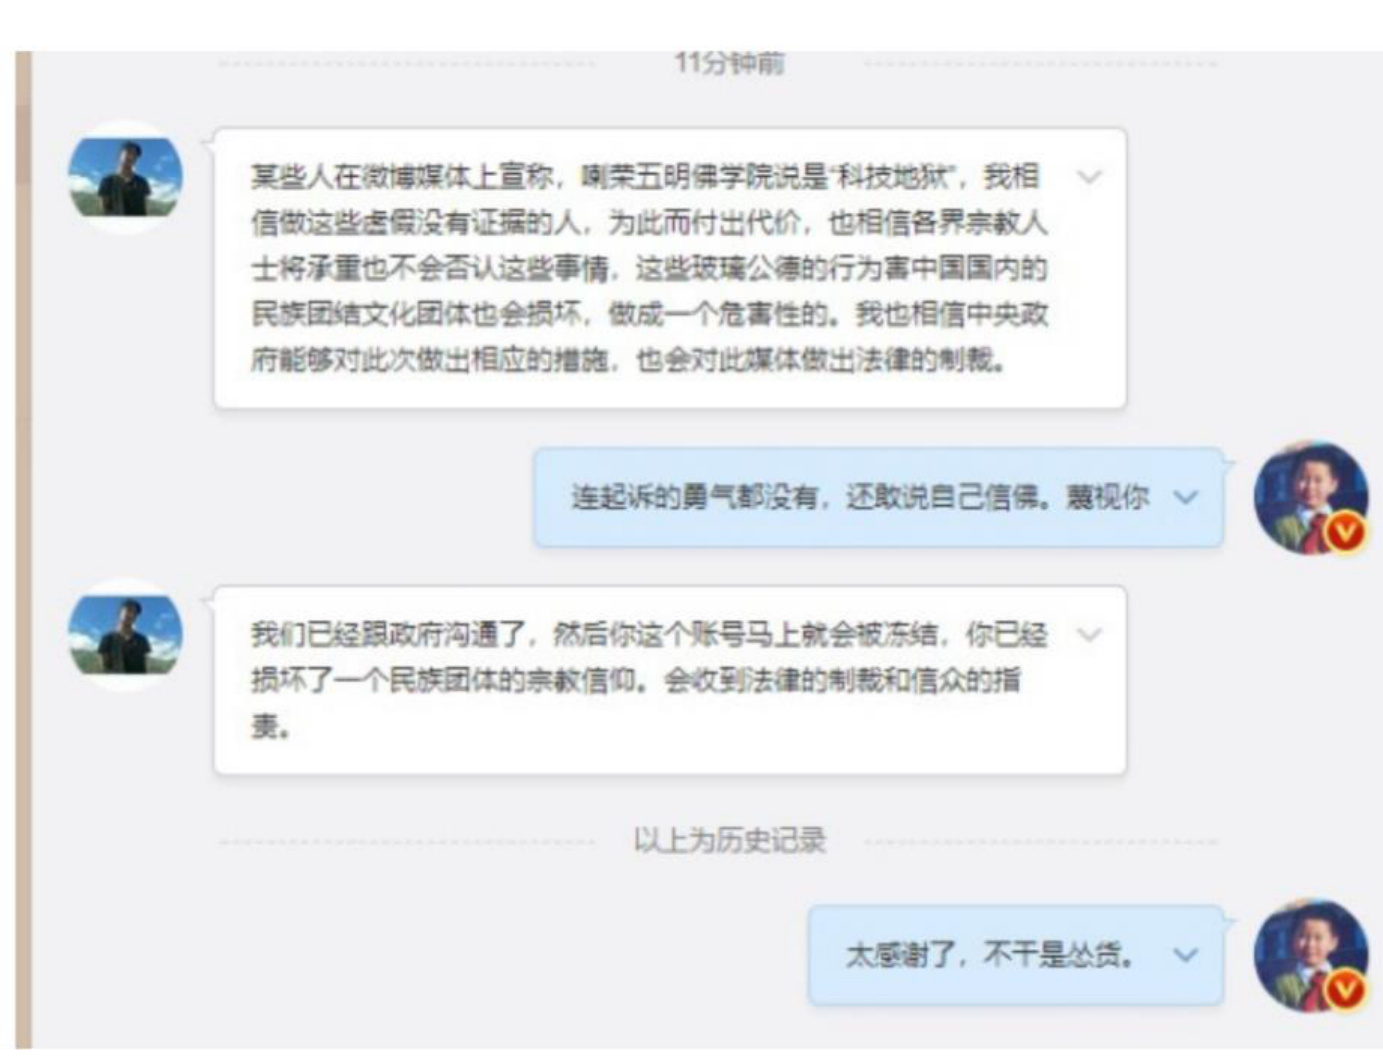 11分钟前
某些人在微博媒体上宣称，喇荣五明佛学院说是“科技地狱”，我相
信做这些虚假没有证据的人，为此而付出代价，也相信各界宗教人
士将承重也不会否认这些事情，这些玻璃公德的行为害中国国内的
民族团结文化团体也会损坏，做成一个危害性的。我也相信中央政
府能够对此次做出相应的措施，也会对此媒体做出法律的制裁。
连起诉的勇气都没有，还敢说自己信佛。蔑视你
我们已经跟政府沟通了，然后你这个账号马上就会被冻结，你已经
损坏了一个民族团体的宗教信仰。会收到法律的制裁和信众的指
责。
以上为历史记录
太感谢了，不干是怂货。